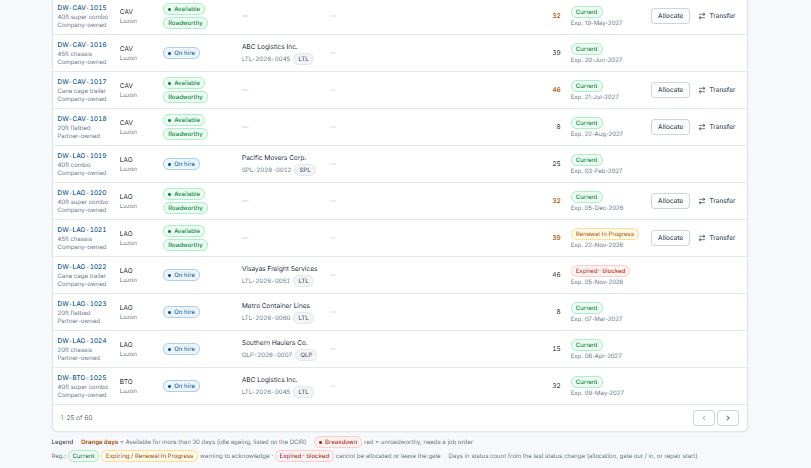 DW-CAV-1015 CAV Available — — 32 Current Allocate Transfer
40ft super combo Luzon Roadworthy Exp. 19-May-2027
Company-owned
DW-CAV-1016 CAV On hire ABC Logistics Inc. — 39 Current
45ft chassis Luzon LTL-2026-0045 LTL Exp. 20-Jun-2027
Company-owned
DW-CAV-1017 CAV Available — — 46 Current Allocate Transfer
Cane cage trailer Luzon Roadworthy Exp. 21-Jul-2027
Company-owned
DW-CAV-1018 CAV Available — — 8 Current Allocate Transfer
20ft flatbed Luzon Roadworthy Exp. 22-Aug-2027
Partner-owned
DW-LAG-1019 LAG On hire Pacific Movers Corp. — 25 Current
40ft combo Luzon SPL-2026-0012 SPL Exp. 03-Feb-2027
Company-owned
DW-LAG-1020 LAG Available — — 32 Current Allocate Transfer
40ft super combo Luzon Roadworthy Exp. 05-Dec-2026
Company-owned
DW-LAG-1021 LAG Available — — 39 Renewal In Progress Allocate Transfer
45ft chassis Luzon Roadworthy Exp. 22-Nov-2026
Company-owned
DW-LAG-1022 LAG On hire Visayas Freight Services — 46 Expired · blocked
Cane cage trailer Luzon LTL-2026-0051 LTL Exp. 05-Nov-2026
Company-owned
DW-LAG-1023 LAG On hire Metro Container Lines — 8 Current
20ft flatbed Luzon LTL-2026-0060 LTL Exp. 07-Mar-2027
Partner-owned
DW-LAG-1024 LAG On hire Southern Haulers Co. — 15 Current
20ft chassis Luzon QLP-2026-0007 QLP Exp. 08-Apr-2027
Company-owned
DW-BTG-1025 BTG On hire ABC Logistics Inc. — 32 Current
40ft super combo Luzon LTL-2026-0045 LTL Exp. 09-May-2027
Company-owned
1-25 of 60
Legend Orange days = Available for more than 30 days (idle ageing, listed on the DCR) Breakdown red = unroadworthy, needs a job order
Reg.: Current Expiring / Renewal In Progress warning to acknowledge · Expired · blocked cannot be allocated or leave the gate Days in status count from the last status change (allocation, gate out / in, or repair start)